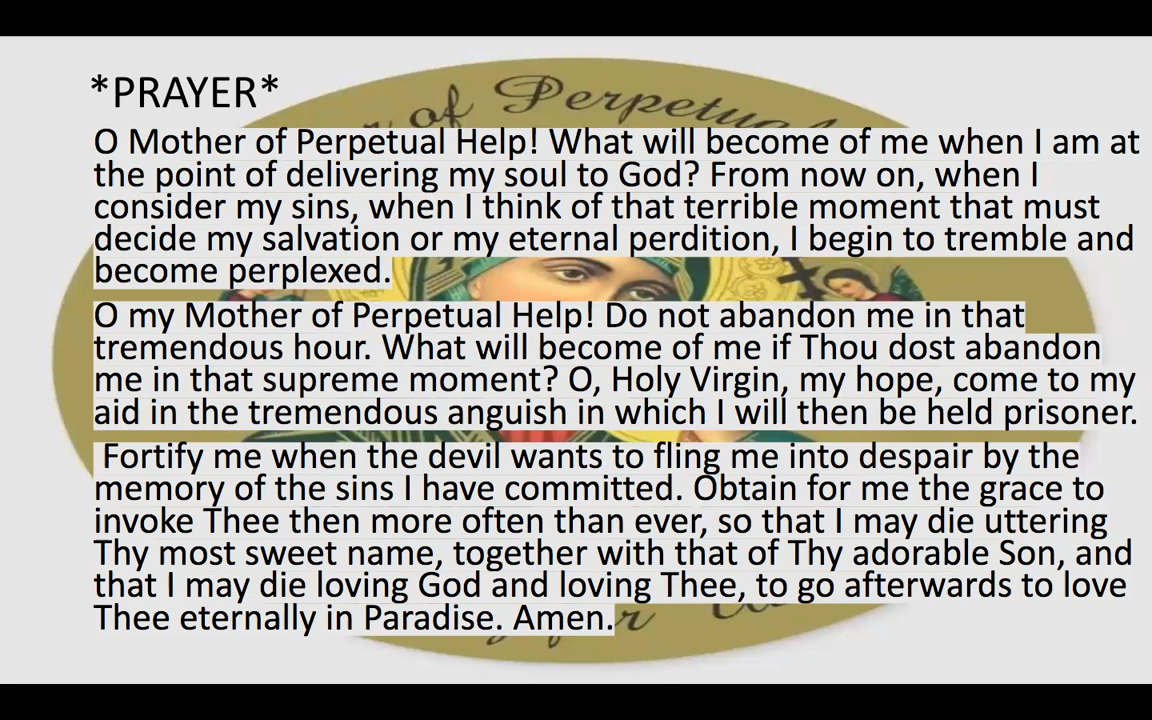 of Perpetual
*PRAYER*
O Mother of Perpetual Help! What will become of me when I am at
the point of delivering my soul to God? From now on, when I
consider my sins, when I think of that terrible moment that must
decide my salvation or my eternal perdition, I begin to tremble and
become perplexed.
O my Mother of Perpetual Help! Do not abandon me in that
tremendous hour. What will become of me if Thou dost abandon
me in that supreme moment? O, Holy Virgin, my hope, come to my
aid in the tremendous anguish in which I will then be held prisoner.
Fortify me when the devil wants to fling me into despair by the
memory of the sins I have committed. Obtain for me the grace to
invoke Thee then more often than ever, so that I may die uttering
Thy most sweet name, together with that of Thy adorable Son, and
that I may die loving God and loving Thee, to go afterwards to love
Thee eternally in Paradise. Amen.